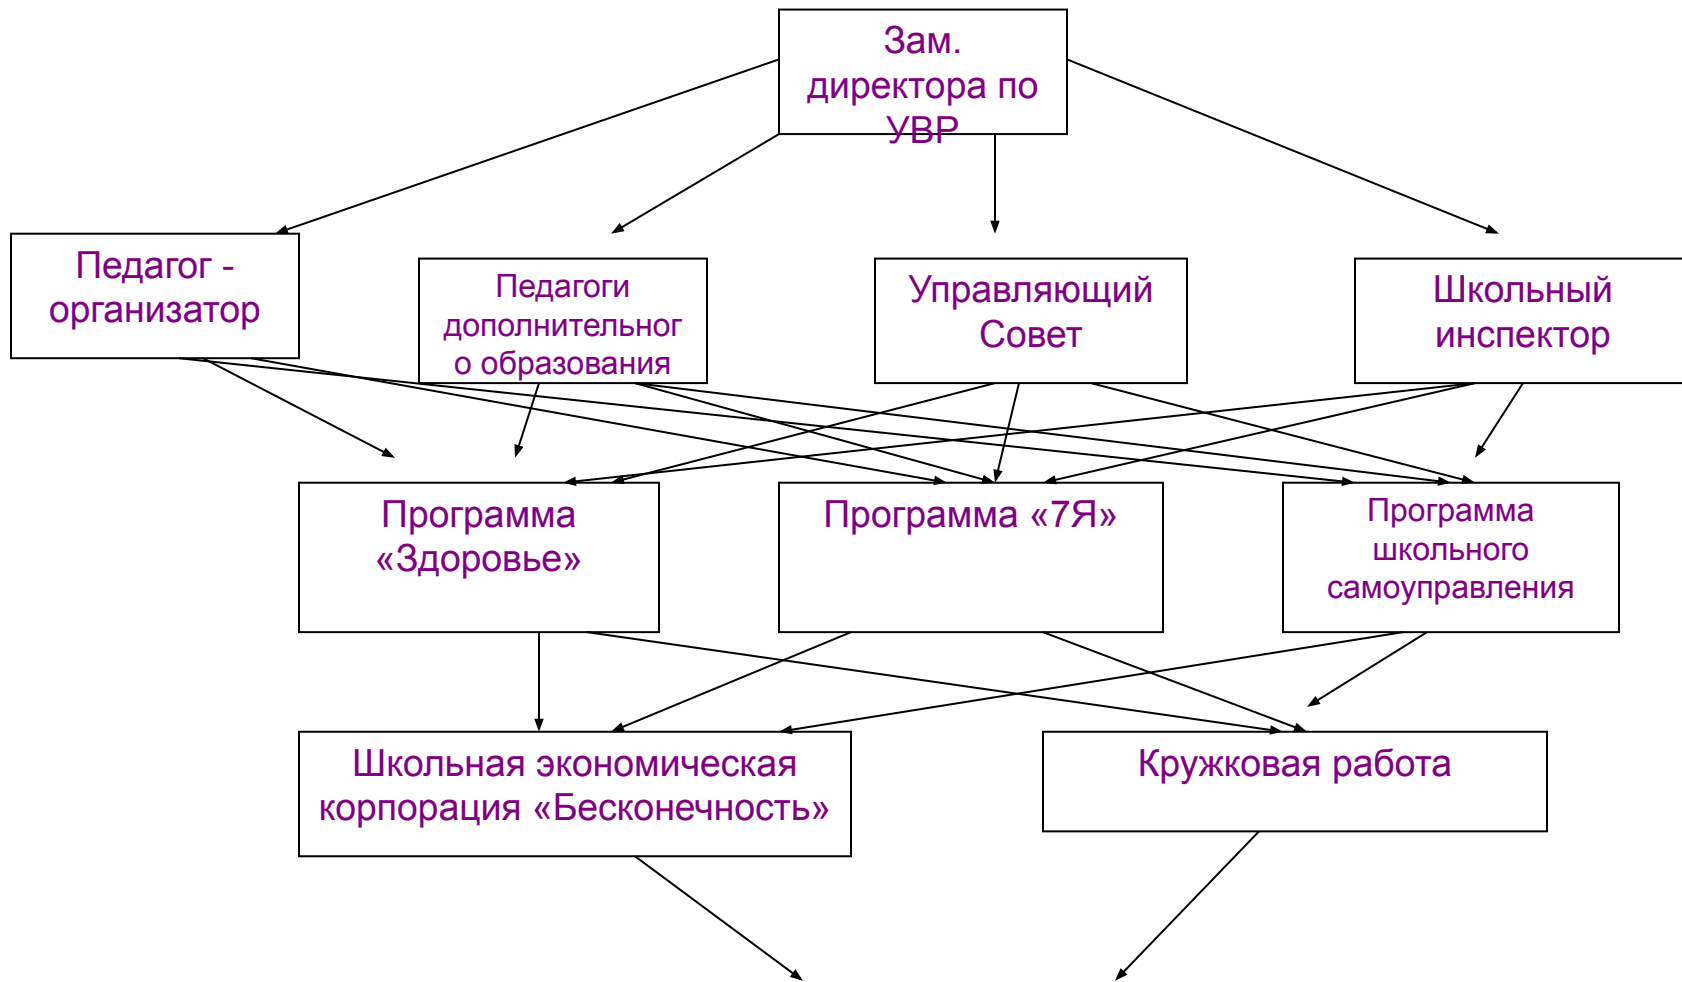 Зам.
директора по
УВР
Педагог -
организатор
Педагоги
дополнительног
о образования
Управляющий
Совет
Школьный
инспектор
Программа
«Здоровье»
Программа «7Я»
Программа
школьного
самоуправления
Школьная экономическая
корпорация «Бесконечность»
Кружковая работа